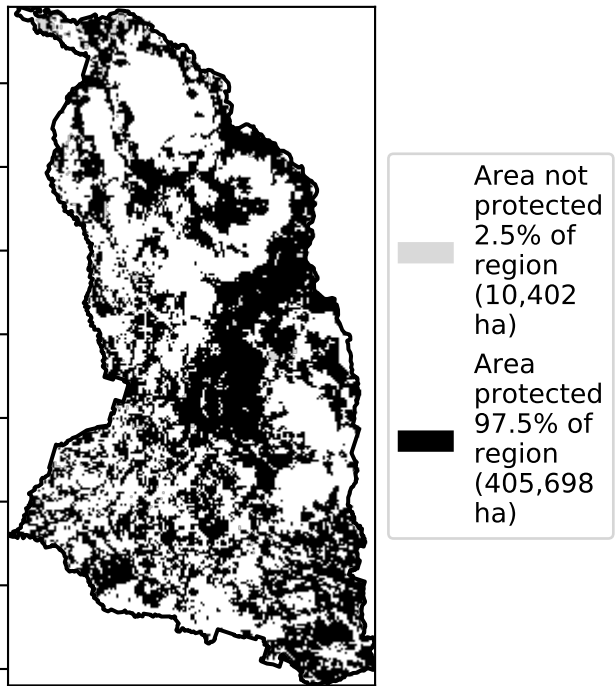 Area not
protected
2.5% of
region
(10,402
ha)
Area
protected
97.5% of
region
(405,698
ha)